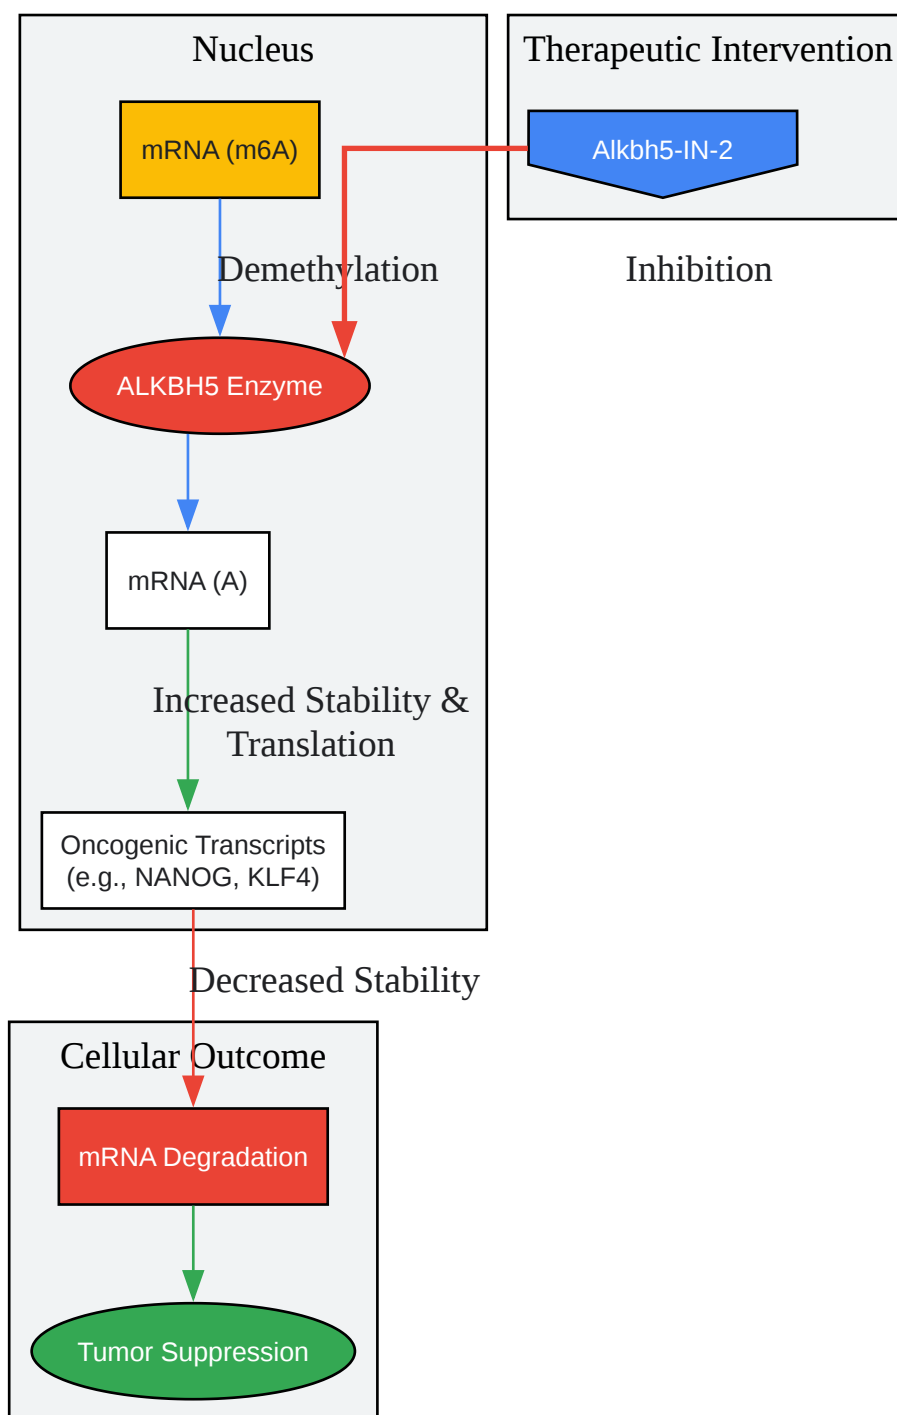 Nucleus
Therapeutic Intervention
mRNA (m6A)
Alkbh5-IN-2
Demethylation
Inhibition
ALKBH5 Enzyme
mRNA (A)
Increased Stability &
Translation
Oncogenic Transcripts
(e.g., NANOG, KLF4)
Decreased Stability
Cellular Outcome
mRNA Degradation
Tumor Suppression